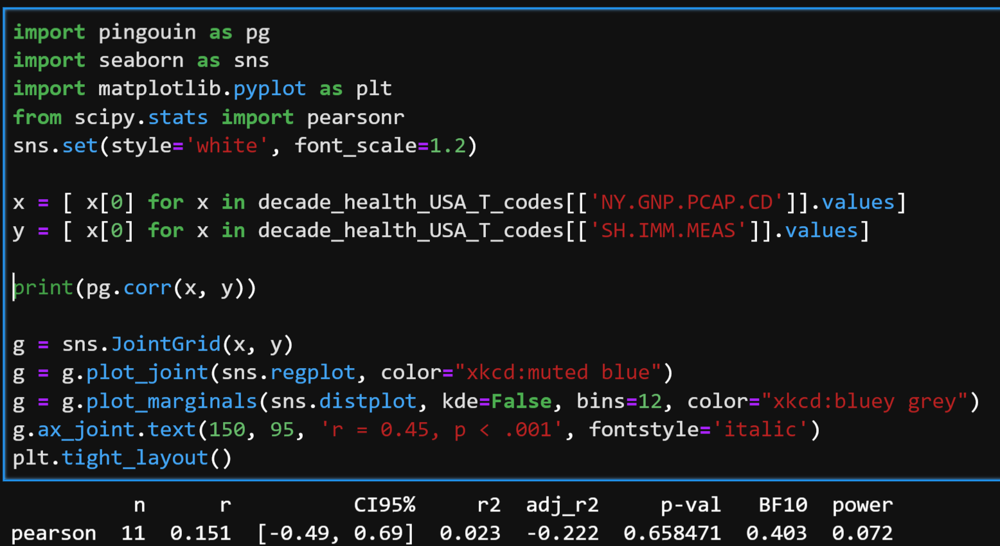 import pingouin as pg
import seaborn as sns
import matplotlib.pyplot as plt
from scipy.stats import pearsonr
sns.set(style='white', font_scale=1.2)
x = [ x[0] for x in decade_health_USA_T_codes[['NY.GNP.PCAP.CD']].values]
y = [ x[0] for x in decade_health_USA_T_codes[['SH.IMM.MEAS']].values]
print(pg.corr(x, y))
g = sns.JointGrid(x, y)
g = g.plot_joint(sns.regplot, color="xkcd:muted blue")
g = g.plot_marginals(sns.distplot, kde=False, bins=12, color="xkcd:bluey grey")
g.ax_joint.text(150, 95, 'r = 0.45, p < .001', fontstyle='italic')
plt.tight_layout()
n r CI95% r2 adj_r2 p-val BF10 power
pearson 11 0.151 [-0.49, 0.69] 0.023 -0.222 0.658471 0.403 0.072